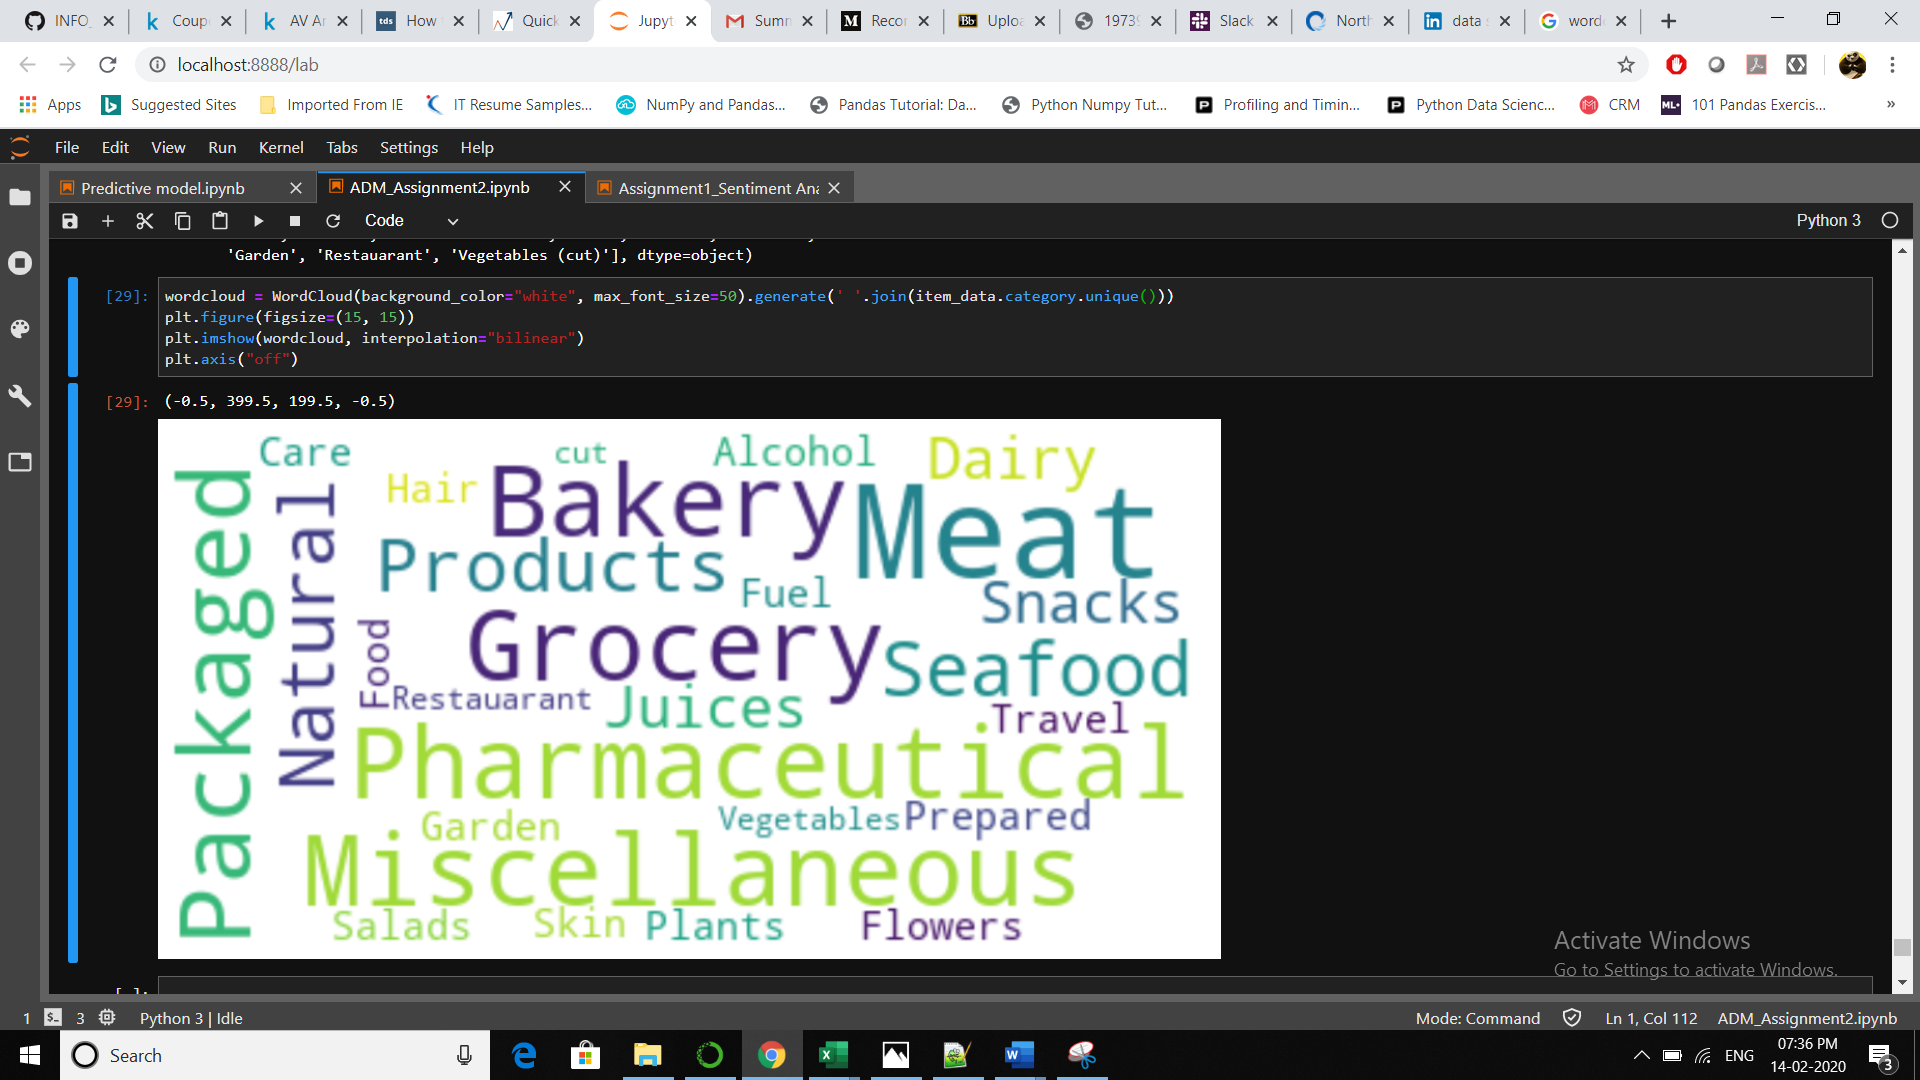 INFO_
Coup
AV A
How
Quick
Jupyt
Sum
Recor
Uploa
1973
Slack
North
data
word
localhost:8888/lab
Apps
Suggested Sites
Imported From IE
IT Resume Samples...
NumPy and Pandas...
Pandas Tutorial: Da...
Python Numpy Tut...
Profiling and Timin...
Python Data Scienc...
CRM
101 Pandas Exercis...
»
File Edit View Run Kernel Tabs Settings Help
Predictive model.ipynb
ADM_Assignment2.ipynb
Assignment1_Sentiment Ana
Code
Python 3
'Garden', 'Restauarant', 'Vegetables (cut)'], dtype=object)
[29]:
wordcloud = WordCloud(background_color="white", max_font_size=50).generate(' '.join(item_data.category.unique()))
plt.figure(figsize=(15, 15))
plt.imshow(wordcloud, interpolation="bilinear")
plt.axis("off")
[29]: (-0.5, 399.5, 199.5, -0.5)
Care
cut
Alcohol
Dairy
Hair
Bakery
Meat
Packaged
Natural
Products
Fuel
Snacks
Food
Grocery
Seafood
Restauarant
Juices
Travel
Pharmaceutical
Garden
Vegetables
Prepared
Miscellaneous
Salads
Skin
Plants
Flowers
Activate Windows
Go to Settings to activate Windows.
[ ]:
1 3 Python 3 | Idle
Mode: Command
Ln 1, Col 112
ADM_Assignment2.ipynb
Search
ENG
07:36 PM
14-02-2020
3